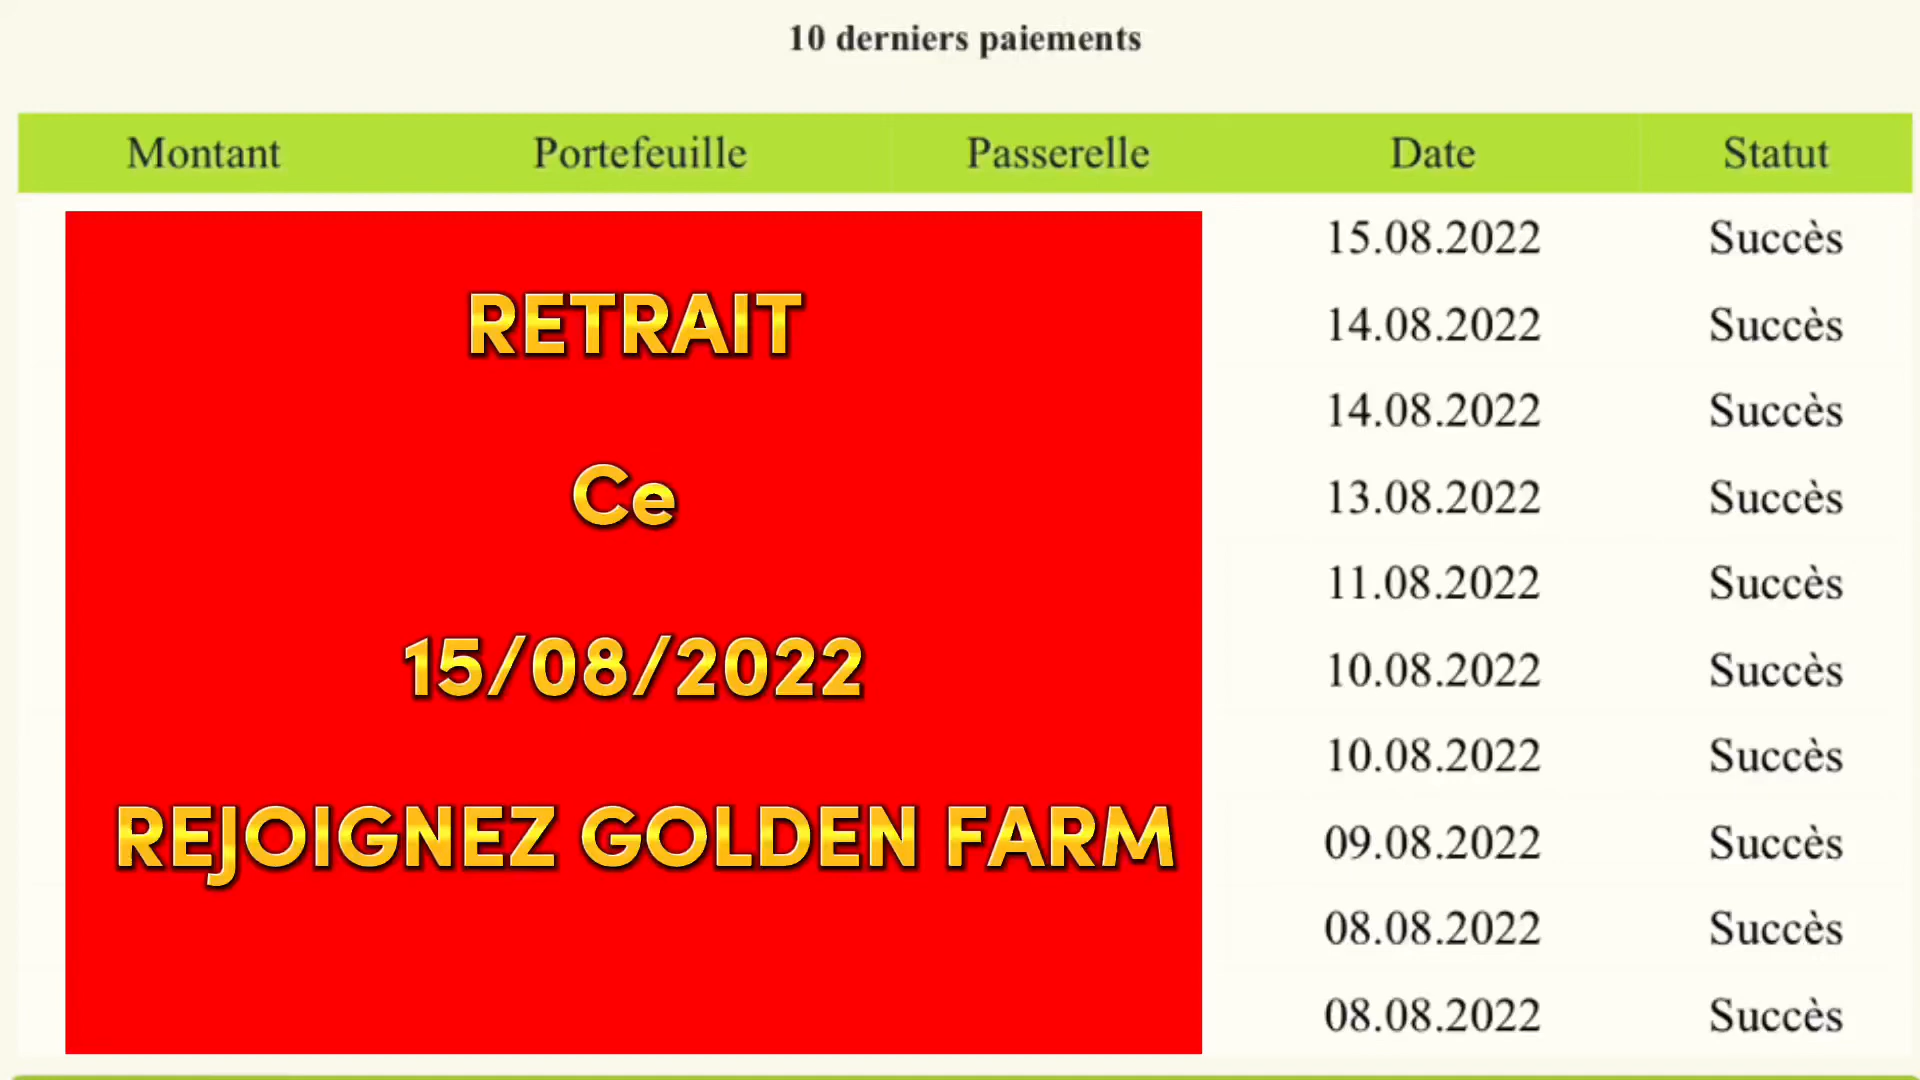 10 derniers paiements
Montant Portefeuille Passerelle Date Statut
15.08.2022 Succès
RETRAIT
14.08.2022 Succès
14.08.2022 Succès
Ce
13.08.2022 Succès
11.08.2022 Succès
15/08/2022
10.08.2022 Succès
10.08.2022 Succès
REJOIGNEZ GOLDEN FARM
09.08.2022 Succès
08.08.2022 Succès
08.08.2022 Succès